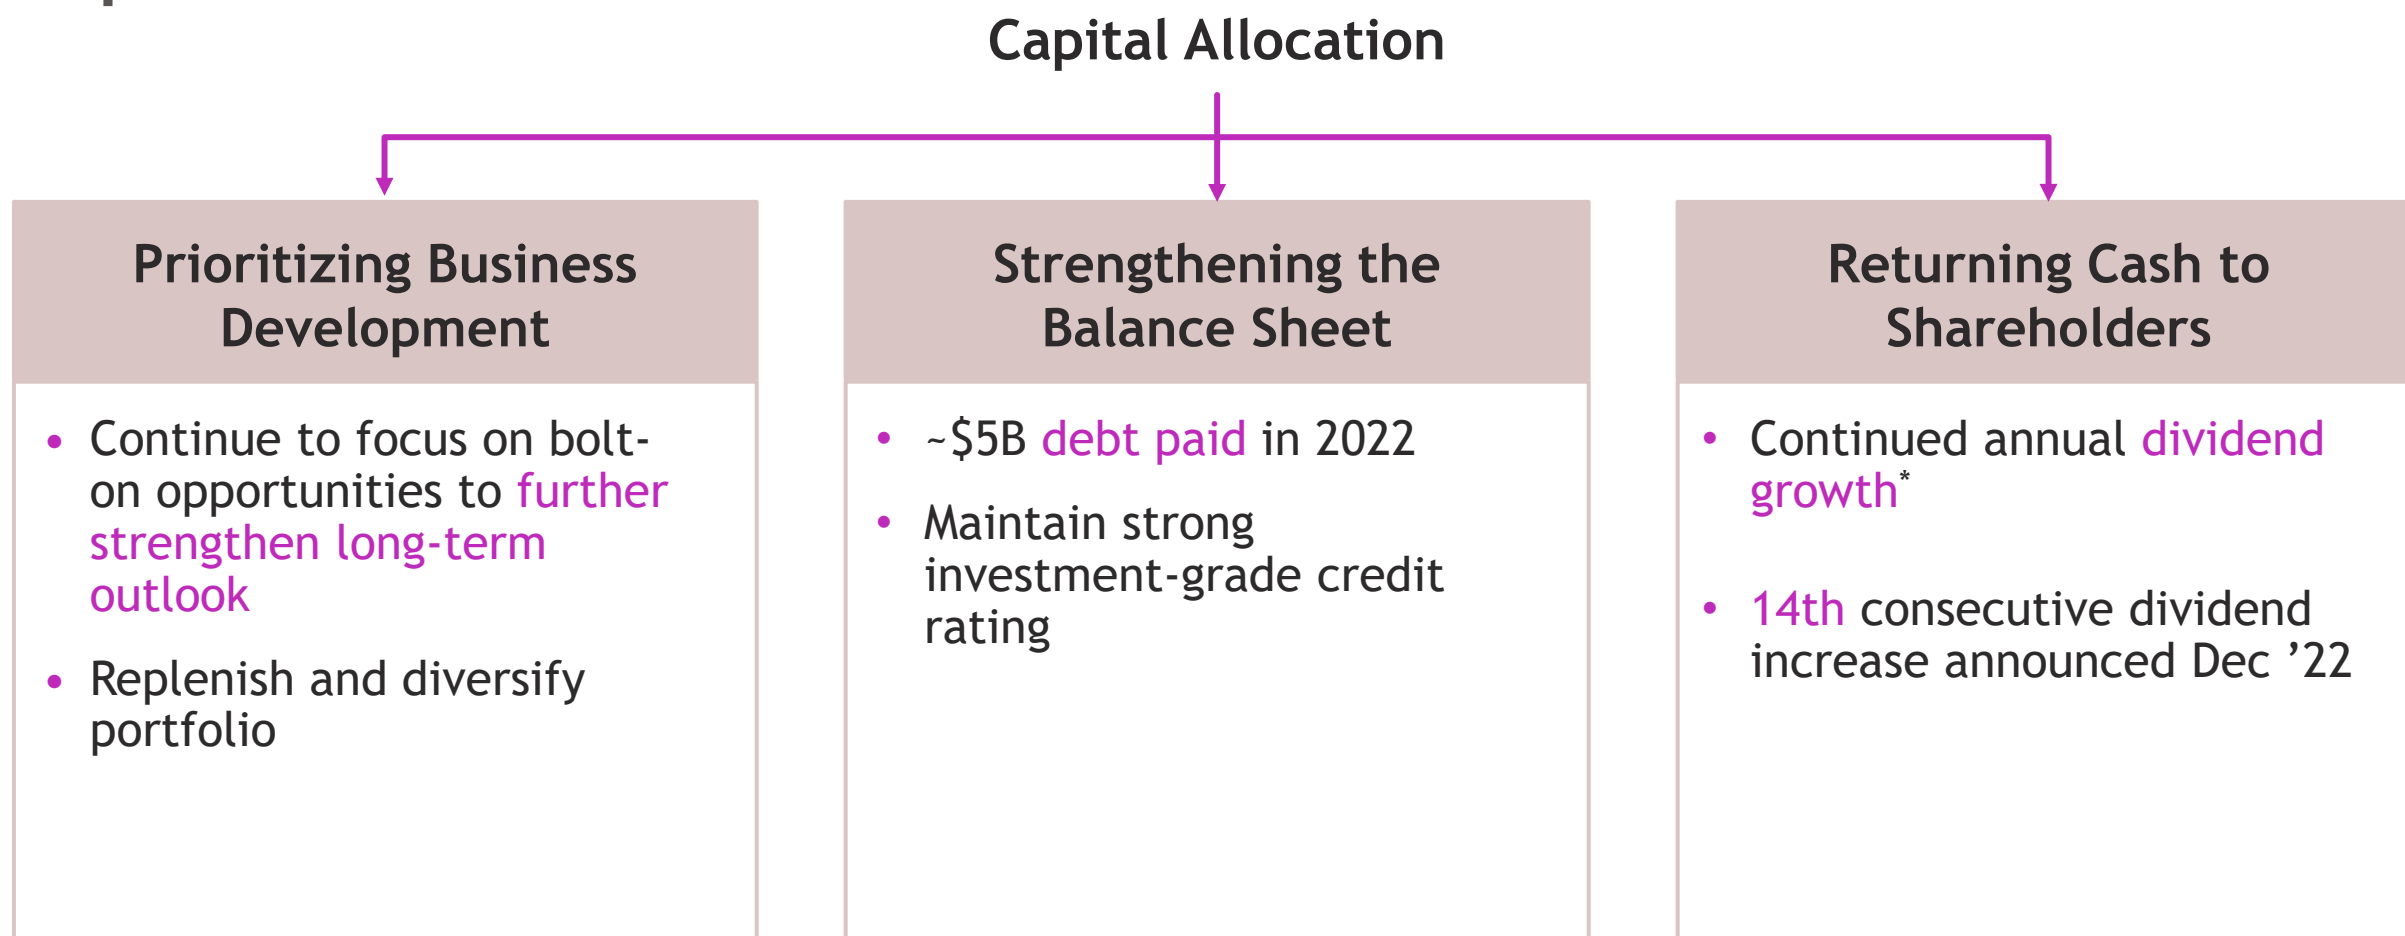 Capital Allocation
Prioritizing Business
Development
• Continue to focus on bolt-
on opportunities to further
strengthen long-term
outlook
• Replenish and diversify
portfolio
Strengthening the
Balance Sheet
• ~$5B debt paid in 2022
• Maintain strong
investment-grade credit
rating
Returning Cash to
Shareholders
• Continued annual dividend
growth*
• 14th consecutive dividend
increase announced Dec ’22